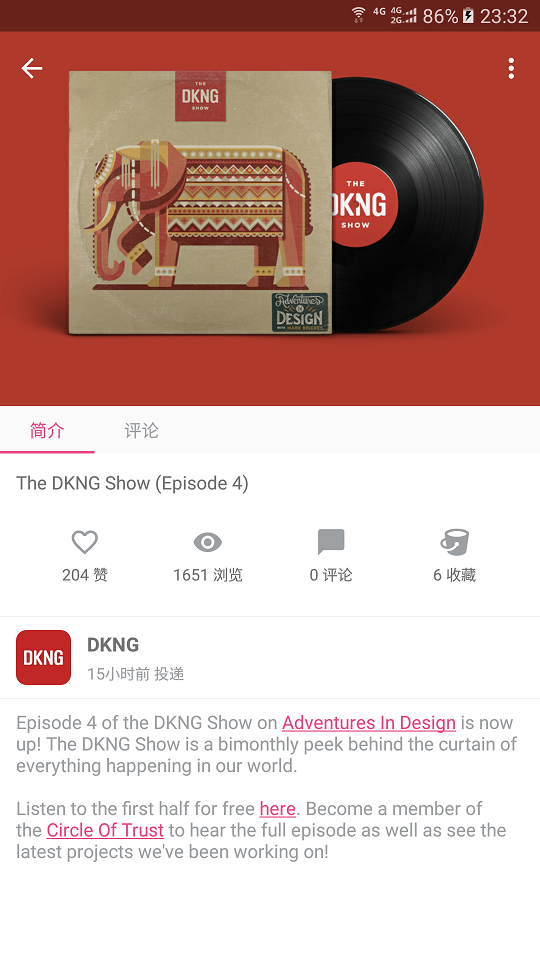 4G 4G 2G 86% 23:32
THE
DKNG
SHOW
THE
DKNG
SHOW
Adventures
IN
DESIGN
WITH MARK BRICKEY
简介 评论
The DKNG Show (Episode 4)
204 赞 1651 浏览 0 评论 6 收藏
DKNG
DKNG
15小时前 投递
Episode 4 of the DKNG Show on Adventures In Design is now
up! The DKNG Show is a bimonthly peek behind the curtain of
everything happening in our world.
Listen to the first half for free here. Become a member of
the Circle Of Trust to hear the full episode as well as see the
latest projects we've been working on!